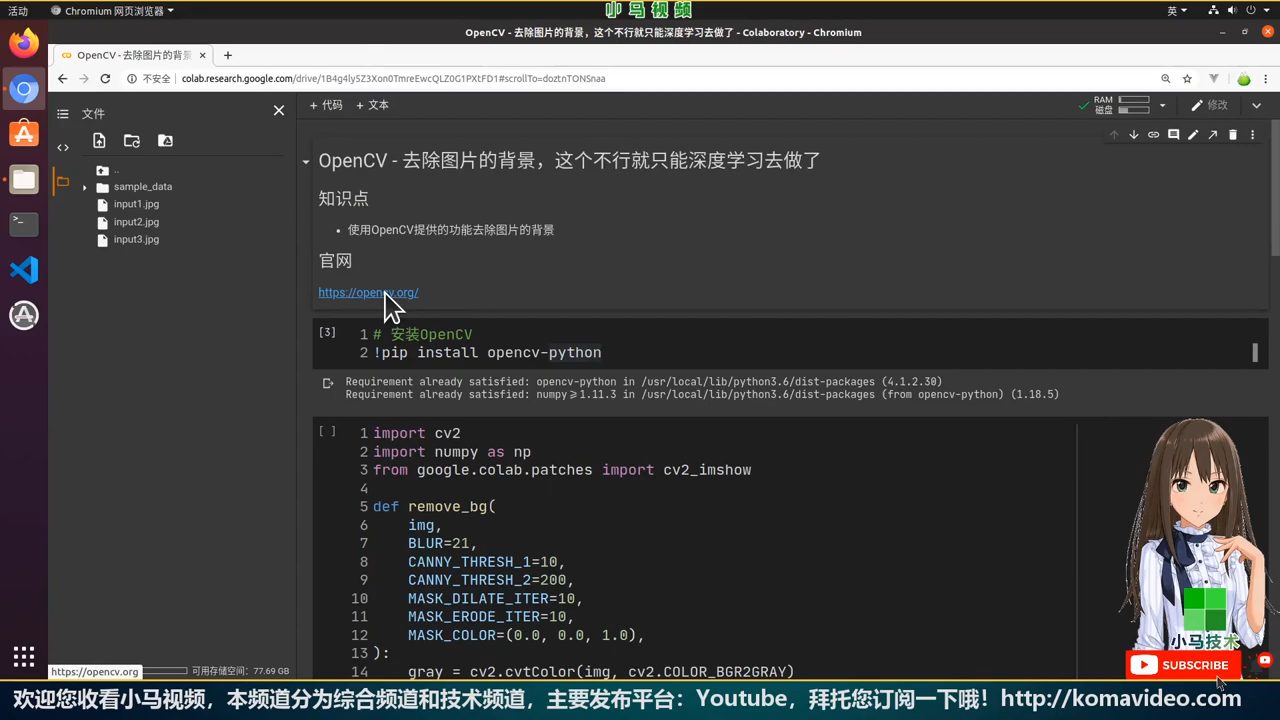 活动
Chromium 网页浏览器
小马视频
英
OpenCV - 去除图片的背景，这个不行就只能深度学习去做了 - Colaboratory - Chromium
OpenCV - 去除图片的背景
不安全
colab.research.google.com/drive/1B4g4ly5Z3Xon0TmreEwcQLZ0G1PXtFD1#scrollTo=doztnTONSnaa
文件
+ 代码 + 文本
RAM
磁盘
修改
..
sample_data
input1.jpg
input2.jpg
input3.jpg
OpenCV - 去除图片的背景，这个不行就只能深度学习去做了
知识点
• 使用OpenCV提供的功能去除图片的背景
官网
https://opencv.org/
[3]
1 # 安装OpenCV
2 !pip install opencv-python
Requirement already satisfied: opencv-python in /usr/local/lib/python3.6/dist-packages (4.1.2.30)
Requirement already satisfied: numpy>=1.11.3 in /usr/local/lib/python3.6/dist-packages (from opencv-python) (1.18.5)
[ ]
1 import cv2
2 import numpy as np
3 from google.colab.patches import cv2_imshow
4
5 def remove_bg(
6 img,
7 BLUR=21,
8 CANNY_THRESH_1=10,
9 CANNY_THRESH_2=200,
10 MASK_DILATE_ITER=10,
11 MASK_ERODE_ITER=10,
12 MASK_COLOR=(0.0, 0.0, 1.0),
13 ):
14 gray = cv2.cvtColor(img, cv2.COLOR_BGR2GRAY)
小马技术
SUBSCRIBE
https://opencv.org
可用存储空间：77.69 GB
欢迎您收看小马视频，本频道分为综合频道和技术频道，主要发布平台：Youtube，拜托您订阅一下哦！http://komavideo.com